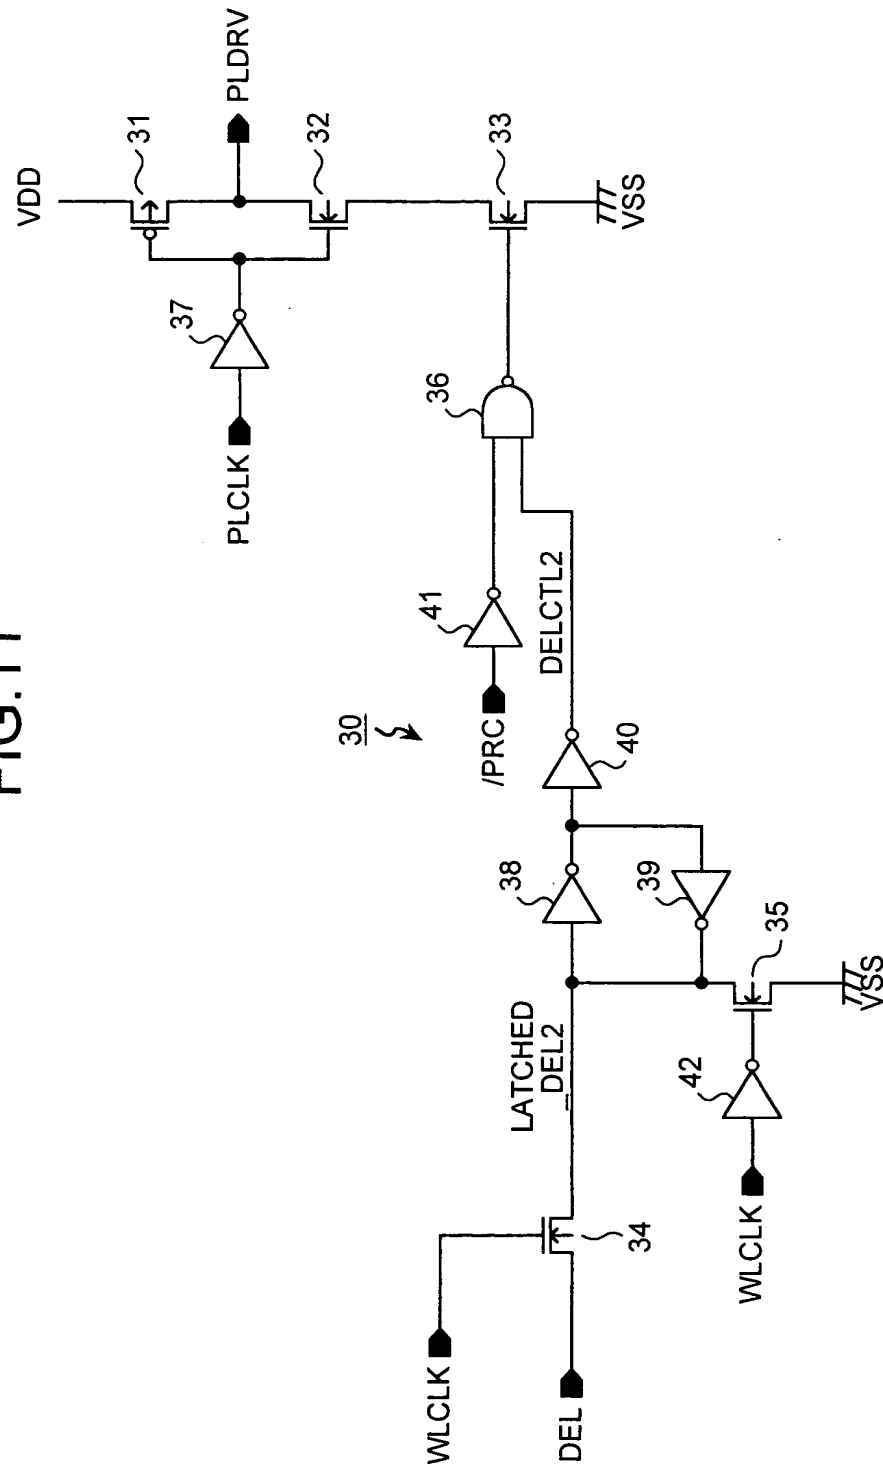 FIG.11
VDD
31
PLDRV
37
32
PLCLK
36
33
VSS
41
30
/PRC
DELCTL2
40
38
39
LATCHED
DEL2
35
VSS
42
WLCLK
34
WLCLK
DEL